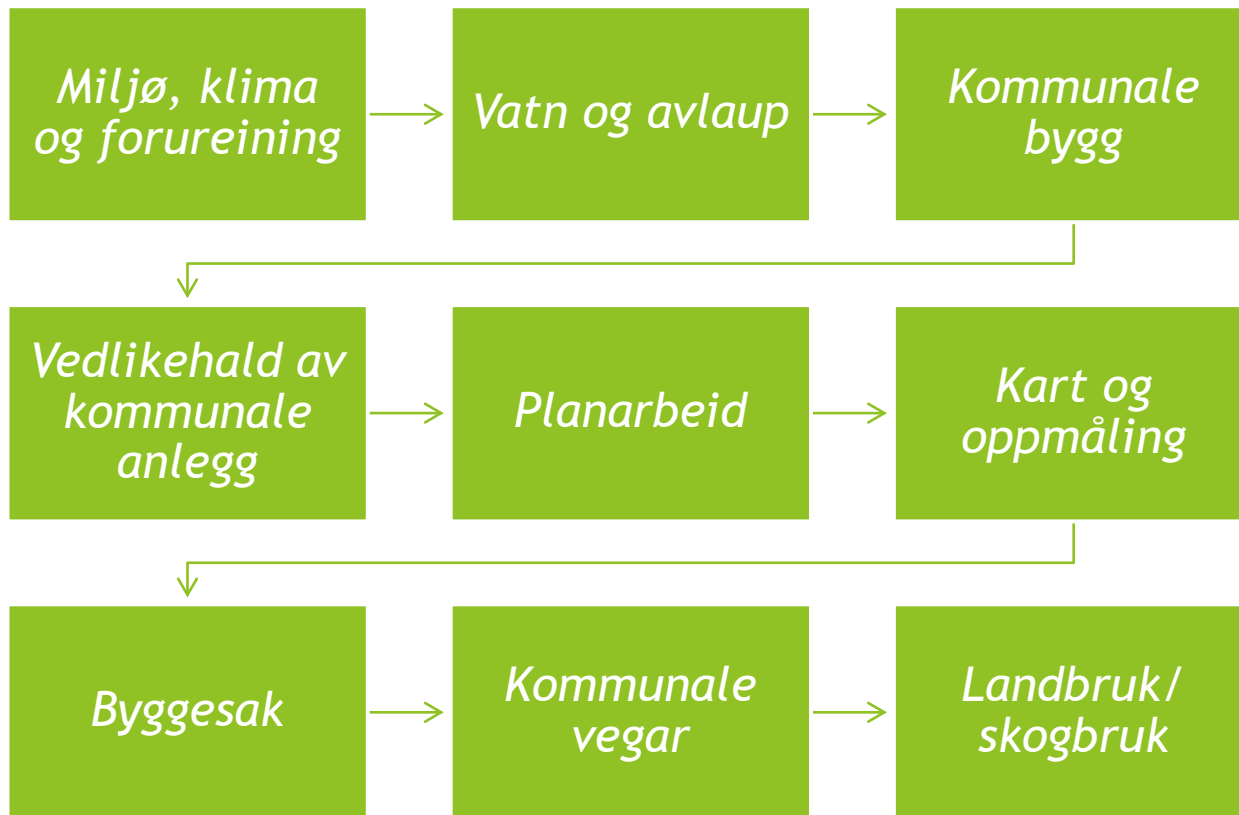 Miljø, klima
og forureining
Vatn og avlaup
Kommunale
bygg
Vedlikehald av
kommunale
anlegg
Planarbeid
Kart og
oppmåling
Byggesak
Kommunale
vegar
Landbruk/
skogbruk